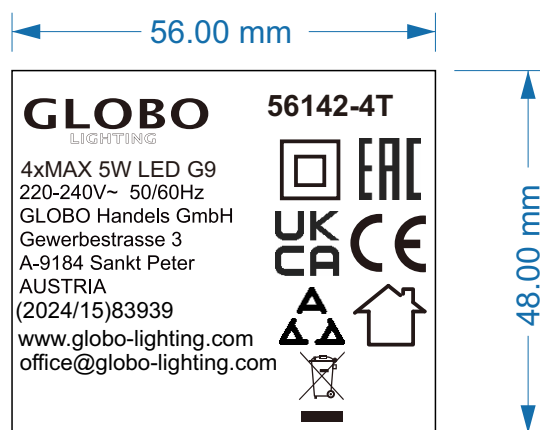 56.00 mm
GLOBO
LIGHTING
56142-4T
4xMAX 5W LED G9
220-240V~ 50/60Hz
GLOBO Handels GmbH
Gewerbestrasse 3
A-9184 Sankt Peter
AUSTRIA
(2024/15)83939
www.globo-lighting.com
office@globo-lighting.com
EAC
UK
CA
CE
A
A A
48.00 mm